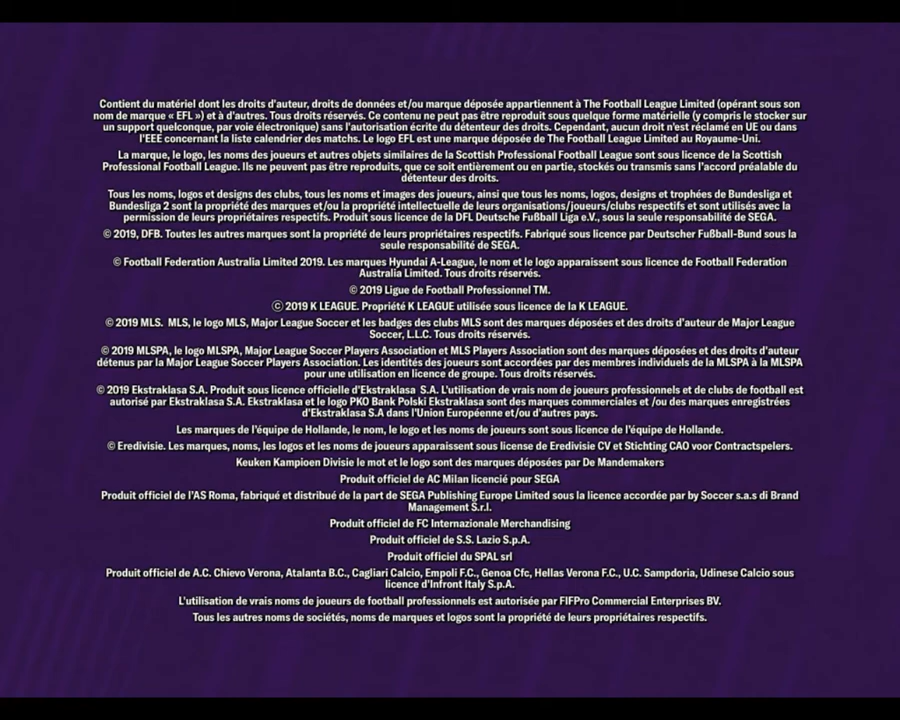 Contient du matériel dont les droits d'auteur, droits de données et/ou marque déposée appartiennent à The Football League Limited (opérant sous son
nom de marque « EFL ») et à d'autres. Tous droits réservés. Ce contenu ne peut pas être reproduit sous quelque forme matérielle (y compris le stocker sur
un support quelconque, par voie électronique) sans l'autorisation écrite du détenteur des droits. Cependant, aucun droit n'est réclamé en UE ou dans
l'EEE concernant la liste calendrier des matchs. Le logo EFL est une marque déposée de The Football League Limited au Royaume-Uni.
La marque, le logo, les noms des joueurs et autres objets similaires de la Scottish Professional Football League sont sous licence de la Scottish
Professional Football League. Ils ne peuvent pas être reproduits, que ce soit entièrement ou en partie, stockés ou transmis sans l'accord préalable du
détenteur des droits.
Tous les noms, logos et designs des clubs, tous les noms et images des joueurs, ainsi que tous les noms, logos, designs et trophées de Bundesliga et
Bundesliga 2 sont la propriété des marques et/ou la propriété intellectuelle de leurs organisations/joueurs/clubs respectifs et sont utilisés avec la
permission de leurs propriétaires respectifs. Produit sous licence de la DFL Deutsche Fußball Liga e.V., sous la seule responsabilité de SEGA.
© 2019, DFB. Toutes les autres marques sont la propriété de leurs propriétaires respectifs. Fabriqué sous licence par Deutscher Fußball-Bund sous la
seule responsabilité de SEGA.
© Football Federation Australia Limited 2019. Les marques Hyundai A-League, le nom et le logo apparaissent sous licence de Football Federation
Australia Limited. Tous droits réservés.
© 2019 Ligue de Football Professionnel TM.
Ⓒ 2019 K LEAGUE. Propriété K LEAGUE utilisée sous licence de la K LEAGUE.
© 2019 MLS. MLS, le logo MLS, Major League Soccer et les badges des clubs MLS sont des marques déposées et des droits d'auteur de Major League
Soccer, L.L.C. Tous droits réservés.
© 2019 MLSPA, le logo MLSPA, Major League Soccer Players Association et MLS Players Association sont des marques déposées et des droits d'auteur
détenus par la Major League Soccer Players Association. Les identités des joueurs sont accordées par des membres individuels de la MLSPA à la MLSPA
pour une utilisation en licence de groupe. Tous droits réservés.
© 2019 Ekstraklasa S.A. Produit sous licence officielle d'Ekstraklasa S.A. L'utilisation de vrais nom de joueurs professionnels et de clubs de football est
autorisé par Ekstraklasa S.A. Ekstraklasa et le logo PKO Bank Polski Ekstraklasa sont des marques commerciales et /ou des marques enregistrées
d'Ekstraklasa S.A dans l'Union Européenne et/ou d'autres pays.
Les marques de l'équipe de Hollande, le nom, le logo et les noms de joueurs sont sous licence de l'équipe de Hollande.
© Eredivisie. Les marques, noms, les logos et les noms de joueurs apparaissent sous license de Eredivisie CV et Stichting CAO voor Contractspelers.
Keuken Kampioen Divisie le mot et le logo sont des marques déposées par De Mandemakers
Produit officiel de AC Milan licencié pour SEGA
Produit officiel de l'AS Roma, fabriqué et distribué de la part de SEGA Publishing Europe Limited sous la licence accordée par by Soccer s.a.s di Brand
Management S.r.l.
Produit officiel de FC Internazionale Merchandising
Produit officiel de S.S. Lazio S.p.A.
Produit officiel du SPAL srl
Produit officiel de A.C. Chievo Verona, Atalanta B.C., Cagliari Calcio, Empoli F.C., Genoa Cfc, Hellas Verona F.C., U.C. Sampdoria, Udinese Calcio sous
licence d'Infront Italy S.p.A.
L'utilisation de vrais noms de joueurs de football professionnels est autorisée par FIFPro Commercial Enterprises BV.
Tous les autres noms de sociétés, noms de marques et logos sont la propriété de leurs propriétaires respectifs.